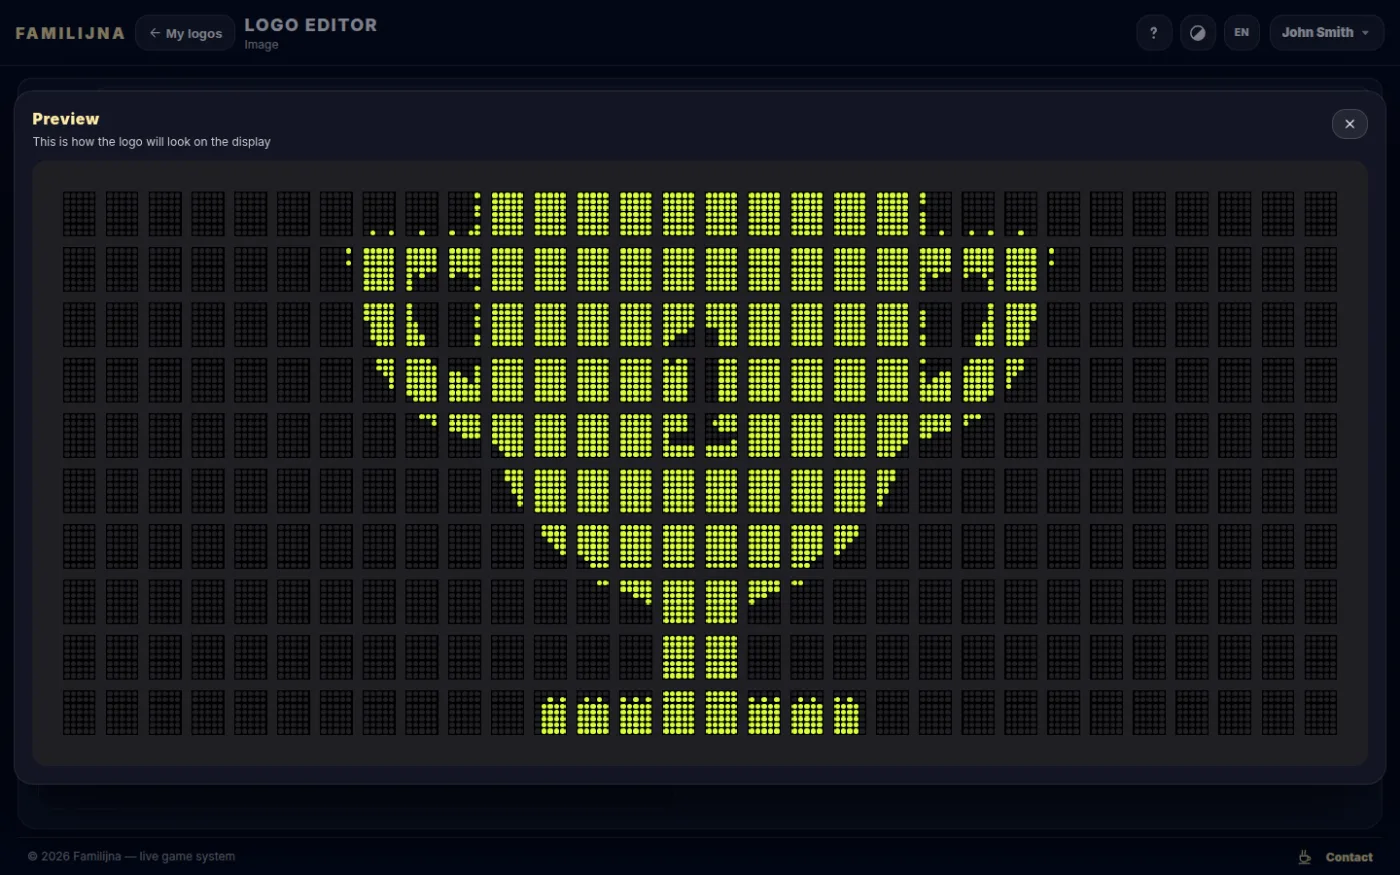 FAMILIJNA
← My logos
LOGO EDITOR
Image
?
EN
John Smith
Preview
This is how the logo will look on the display
1
© 2026 Familijna — live game system
Contact